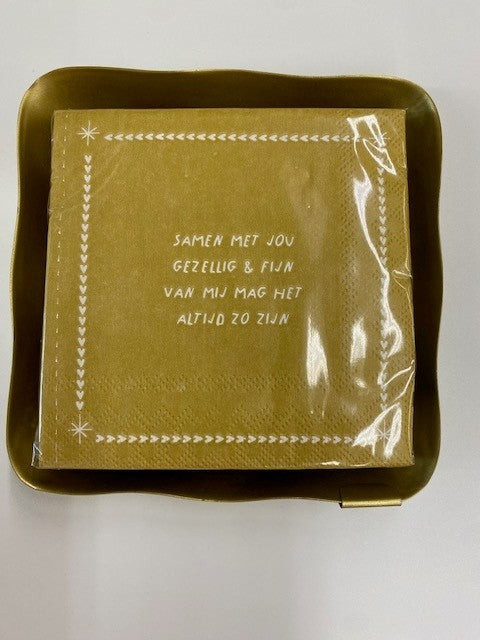 SAMEN MET JOU
GEZELLIG & FIJN
VAN MIJ MAG HET
ALTIJD ZO ZIJN